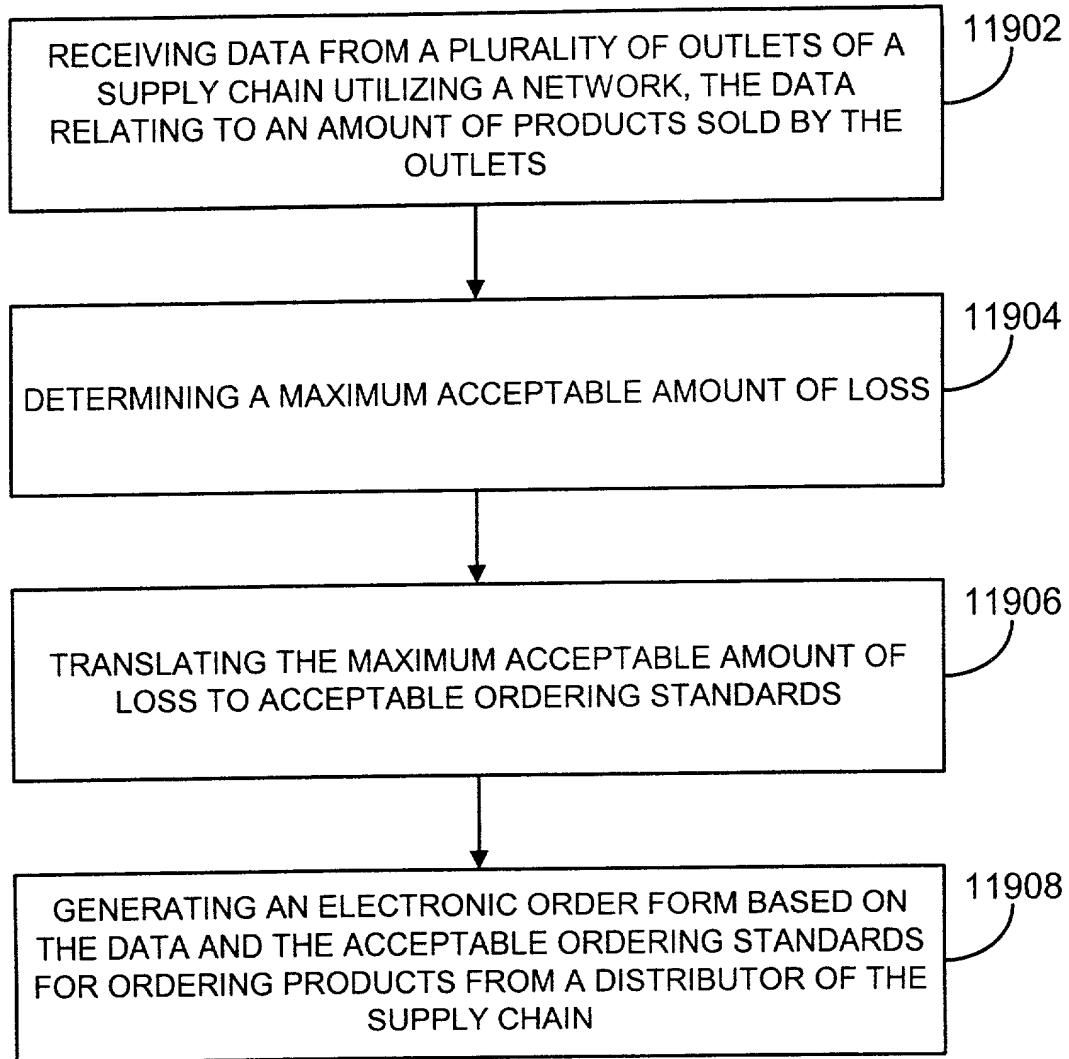 11902
RECEIVING DATA FROM A PLURALITY OF OUTLETS OF A
SUPPLY CHAIN UTILIZING A NETWORK, THE DATA
RELATING TO AN AMOUNT OF PRODUCTS SOLD BY THE
OUTLETS
11904
DETERMINING A MAXIMUM ACCEPTABLE AMOUNT OF LOSS
11906
TRANSLATING THE MAXIMUM ACCEPTABLE AMOUNT OF
LOSS TO ACCEPTABLE ORDERING STANDARDS
11908
GENERATING AN ELECTRONIC ORDER FORM BASED ON
THE DATA AND THE ACCEPTABLE ORDERING STANDARDS
FOR ORDERING PRODUCTS FROM A DISTRIBUTOR OF THE
SUPPLY CHAIN